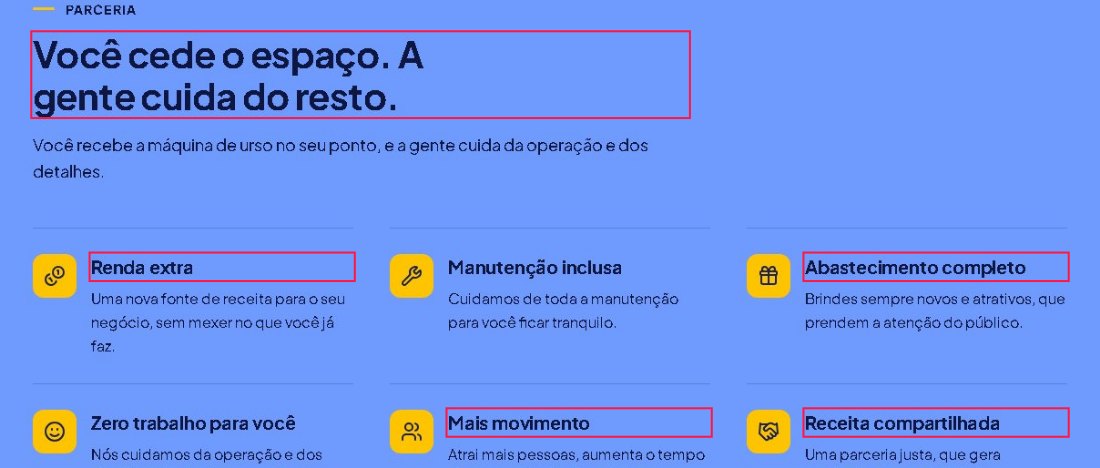 PARCERIA
Você cede o espaço. A
gente cuida do resto.
Você recebe a máquina de urso no seu ponto, e a gente cuida da operação e dos
detalhes.
Renda extra
Uma nova fonte de receita para o seu
negócio, sem mexer no que você já
faz.
Manutenção inclusa
Cuidamos de toda a manutenção
para você ficar tranquilo.
Abastecimento completo
Brindes sempre novos e atrativos, que
prendem a atenção do público.
Zero trabalho para você
Nós cuidamos da operação e dos
Mais movimento
Atrai mais pessoas, aumenta o tempo
Receita compartilhada
Uma parceria justa, que gera